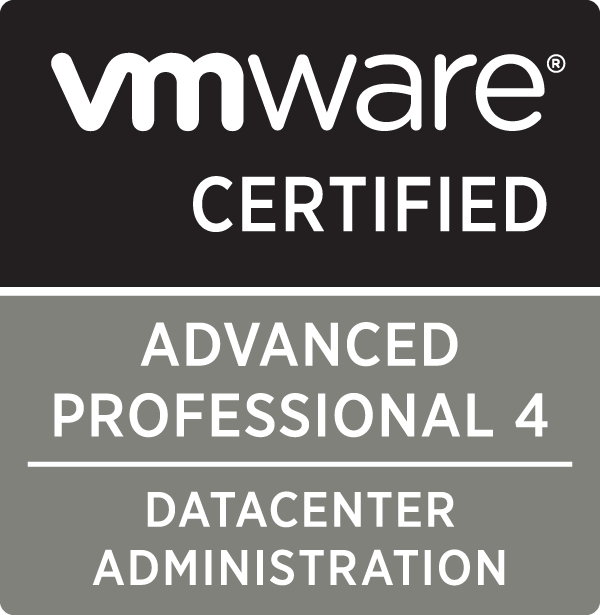 vmware®
CERTIFIED
ADVANCED
PROFESSIONAL 4
DATACENTER
ADMINISTRATION